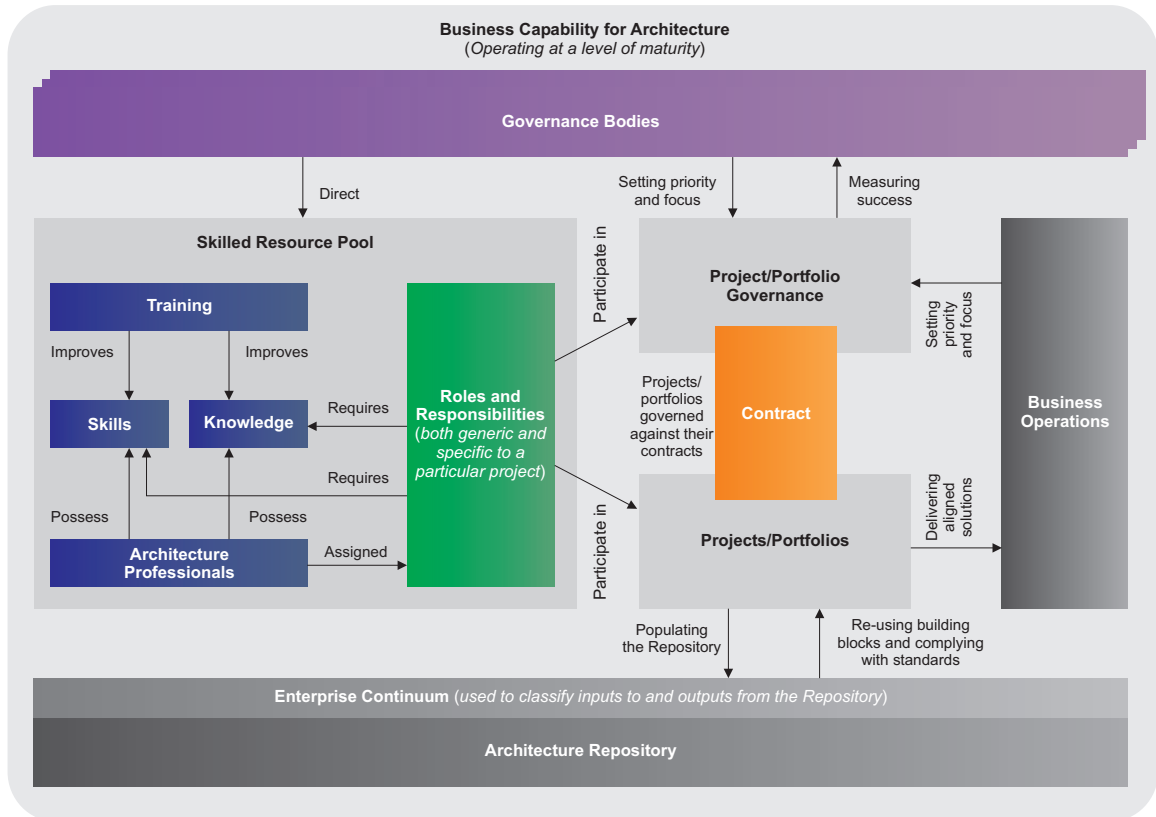 Business Capability for Architecture
(Operating at a level of maturity)
Governance Bodies
Direct
Setting priority
and focus
Measuring
success
Skilled Resource Pool
Training
Improves
Improves
Skills
Knowledge
Requires
Requires
Possess
Possess
Architecture
Professionals
Assigned
Roles and
Responsibilities
(both generic and
specific to a
particular project)
Participate in
Participate in
Project/Portfolio
Governance
Projects/
portfolios
governed
against their
contracts
Contract
Projects/Portfolios
Setting
priority
and focus
Delivering
aligned
solutions
Business
Operations
Populating
the Repository
Re-using building
blocks and complying
with standards
Enterprise Continuum (used to classify inputs to and outputs from the Repository)
Architecture Repository